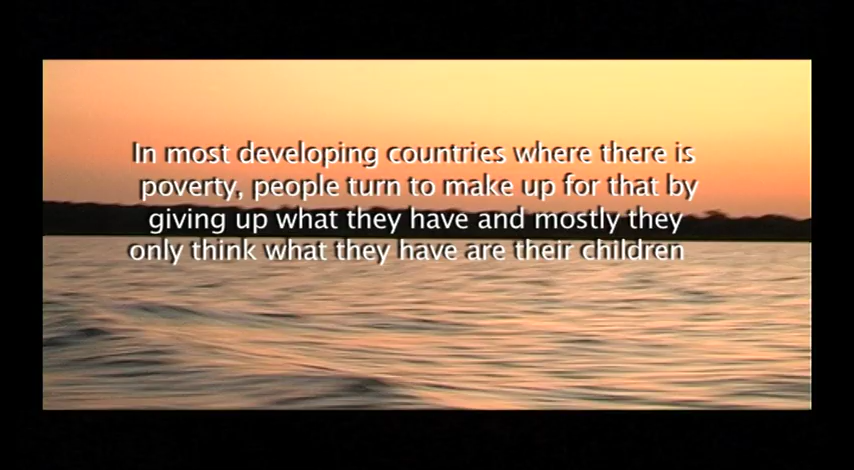 In most developing countries where there is
poverty, people turn to make up for that by
giving up what they have and mostly they
only think what they have are their children